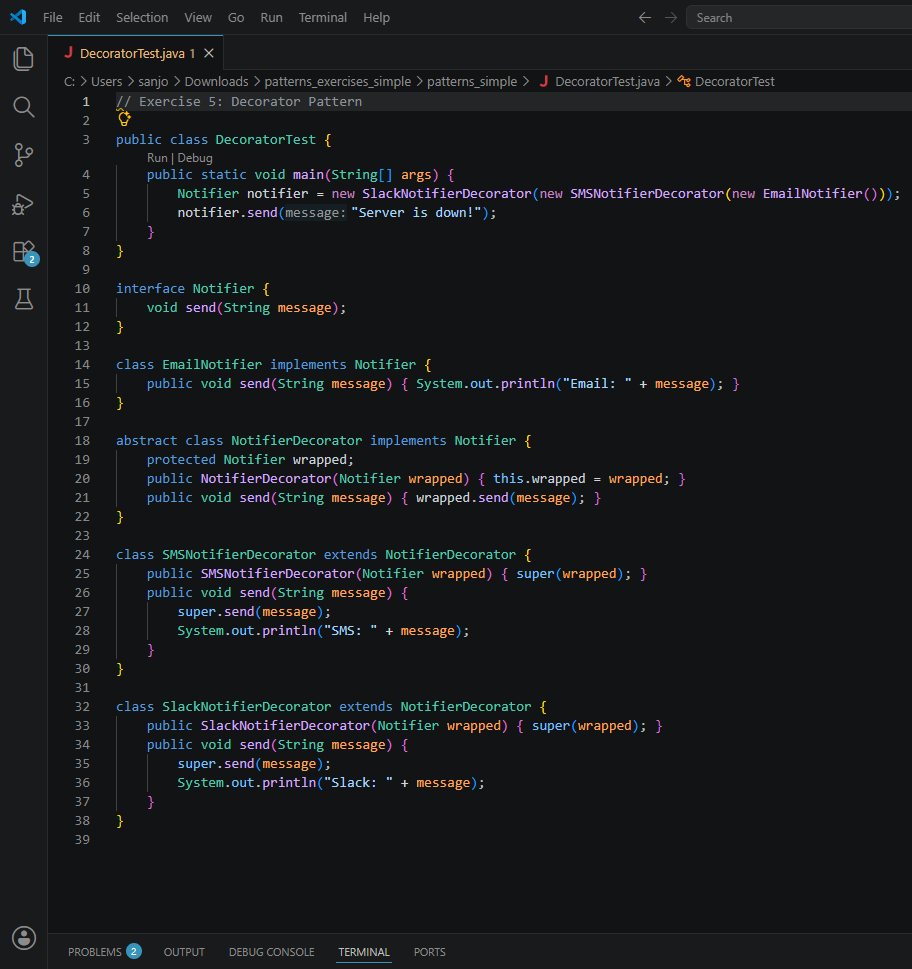 File Edit Selection View Go Run Terminal Help
Search
J DecoratorTest.java 1
C: > Users > sanjo > Downloads > patterns_exercises_simple > patterns_simple > J DecoratorTest.java > DecoratorTest
1 // Exercise 5: Decorator Pattern
2
3 public class DecoratorTest {
Run | Debug
4     public static void main(String[] args) {
5         Notifier notifier = new SlackNotifierDecorator(new SMSNotifierDecorator(new EmailNotifier()));
6         notifier.send(message: "Server is down!");
7     }
8 }
9
10 interface Notifier {
11     void send(String message);
12 }
13
14 class EmailNotifier implements Notifier {
15     public void send(String message) { System.out.println("Email: " + message); }
16 }
17
18 abstract class NotifierDecorator implements Notifier {
19     protected Notifier wrapped;
20     public NotifierDecorator(Notifier wrapped) { this.wrapped = wrapped; }
21     public void send(String message) { wrapped.send(message); }
22 }
23
24 class SMSNotifierDecorator extends NotifierDecorator {
25     public SMSNotifierDecorator(Notifier wrapped) { super(wrapped); }
26     public void send(String message) {
27         super.send(message);
28         System.out.println("SMS: " + message);
29     }
30 }
31
32 class SlackNotifierDecorator extends NotifierDecorator {
33     public SlackNotifierDecorator(Notifier wrapped) { super(wrapped); }
34     public void send(String message) {
35         super.send(message);
36         System.out.println("Slack: " + message);
37     }
38 }
39
2
PROBLEMS 2 OUTPUT DEBUG CONSOLE TERMINAL PORTS